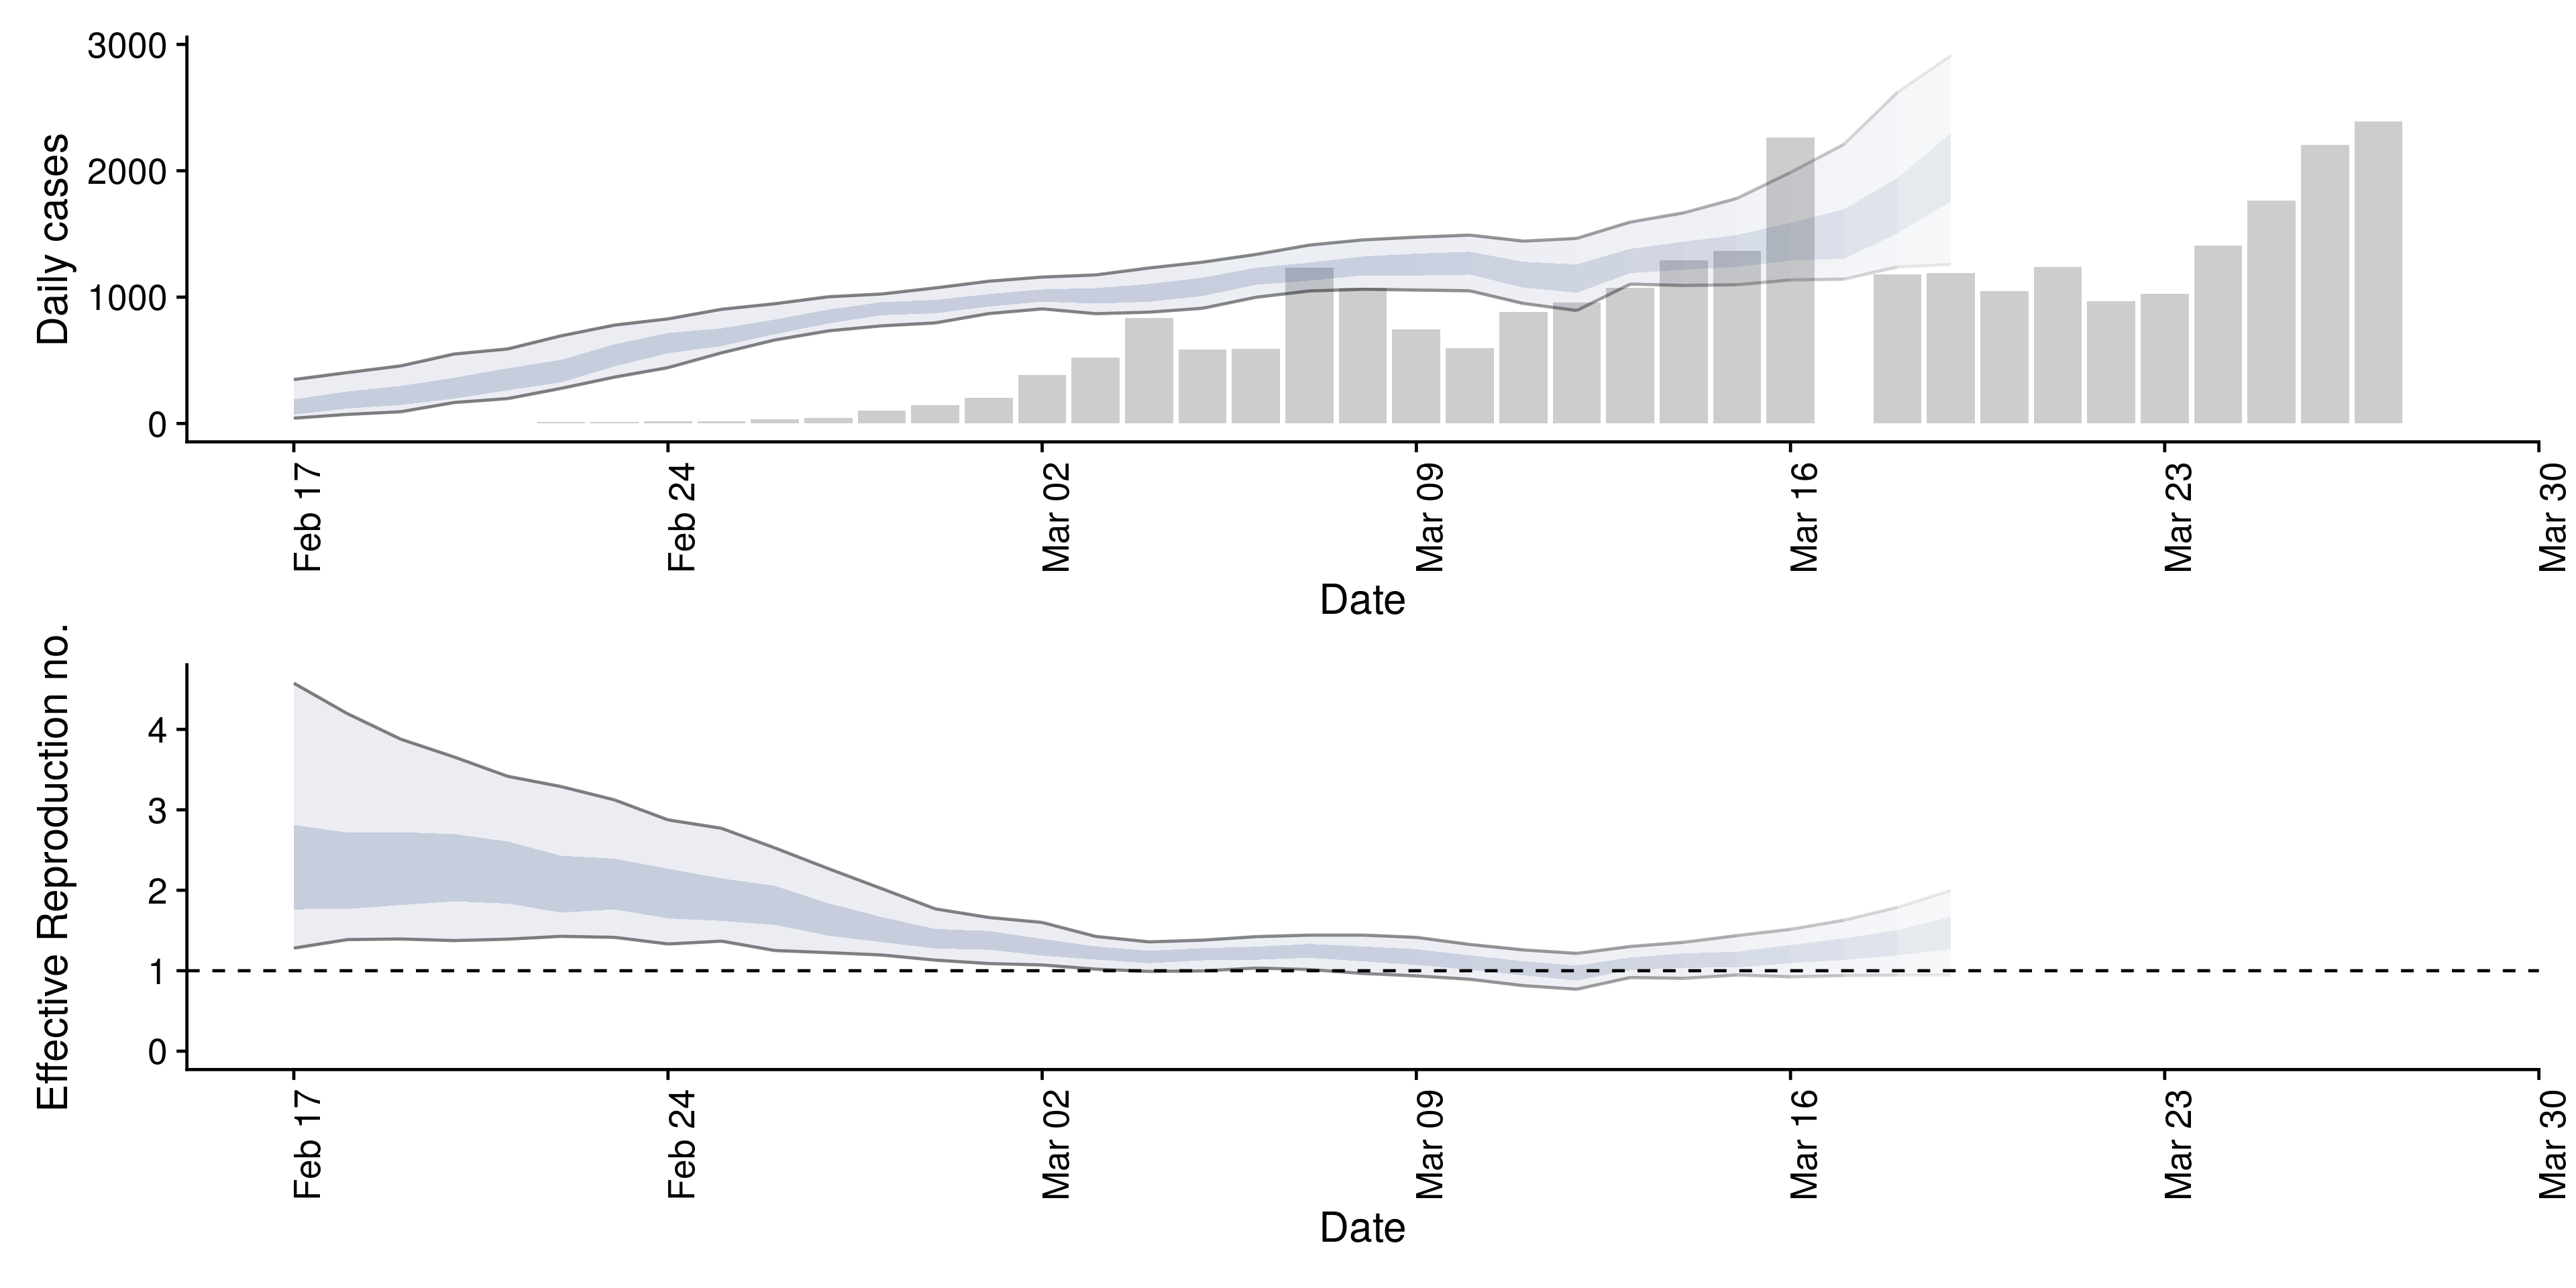 Daily cases
3000
2000
1000
0
Feb 17
Feb 24
Mar 02
Mar 09
Mar 16
Mar 23
Mar 30
Date
Effective Reproduction no.
4
3
2
1
0
Feb 17
Feb 24
Mar 02
Mar 09
Mar 16
Mar 23
Mar 30
Date